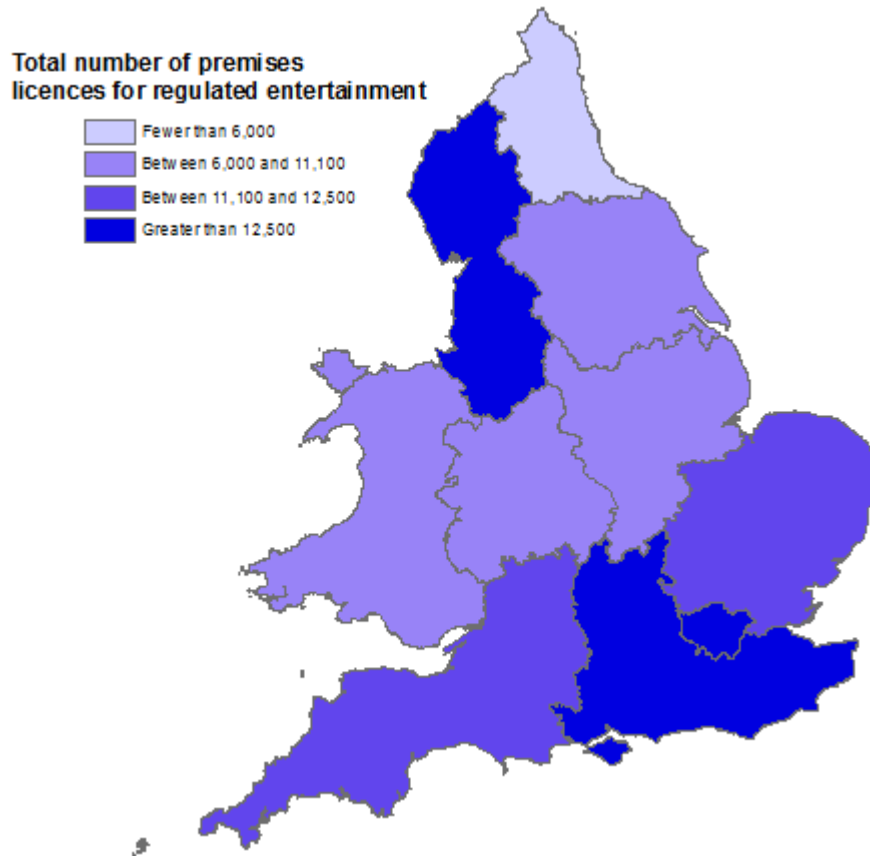 Total number of premises
licences for regulated entertainment
Fewer than 6,000
Between 6,000 and 11,100
Between 11,100 and 12,500
Greater than 12,500